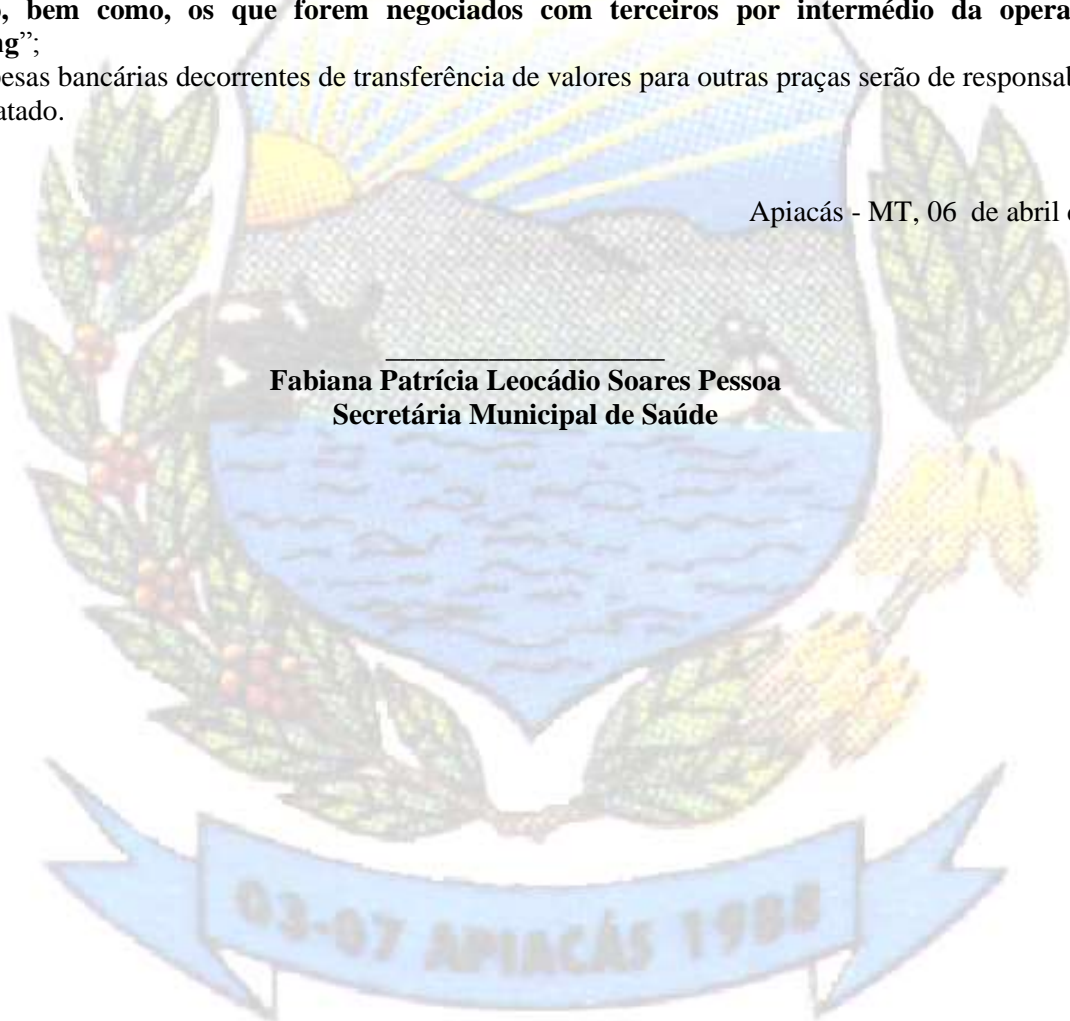 bem como, os que forem negociados com terceiros por intermédio da
ng”;
esas bancárias decorrentes de transferência de valores para outras praças serão de
atado.
Apiacás - MT, 06 de abril
Fabiana Patrícia Leocádio Soares Pessoa
Secretária Municipal de Saúde
03-07 APIACÁS 1988